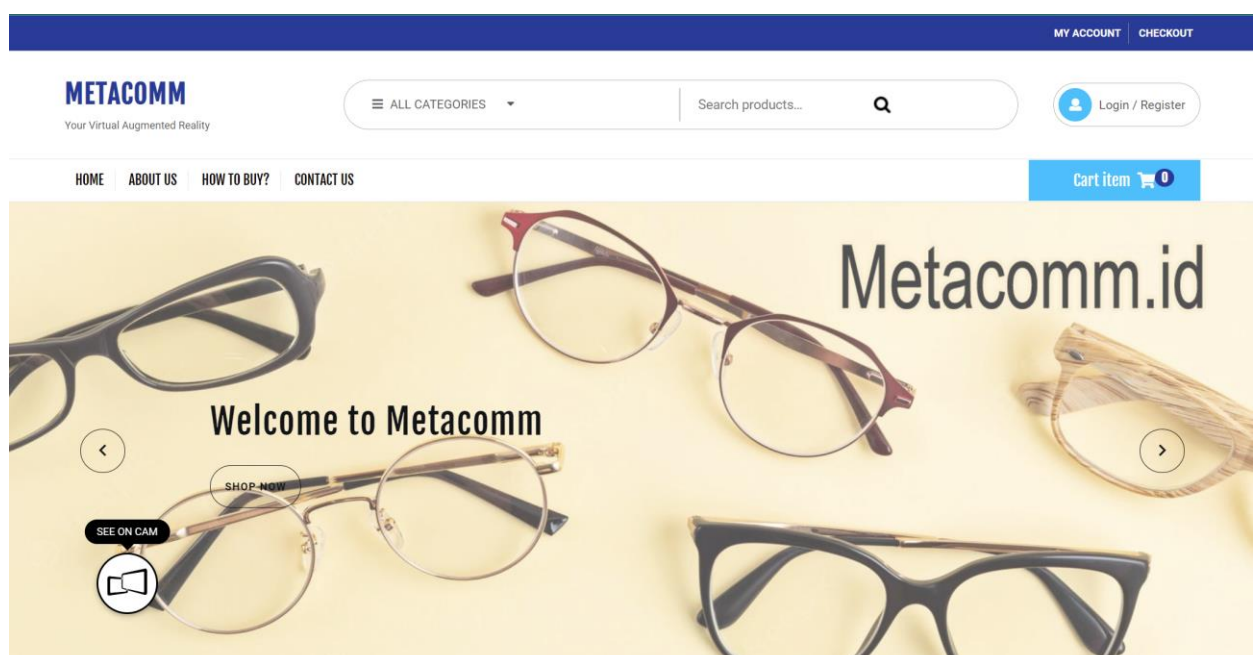 MY ACCOUNT CHECKOUT
METACOMM
Your Virtual Augmented Reality
ALL CATEGORIES
Search products...
Login / Register
HOME ABOUT US HOW TO BUY? CONTACT US
Cart item 0
Metacomm.id
Welcome to Metacomm
SHOP NOW
SEE ON CAM